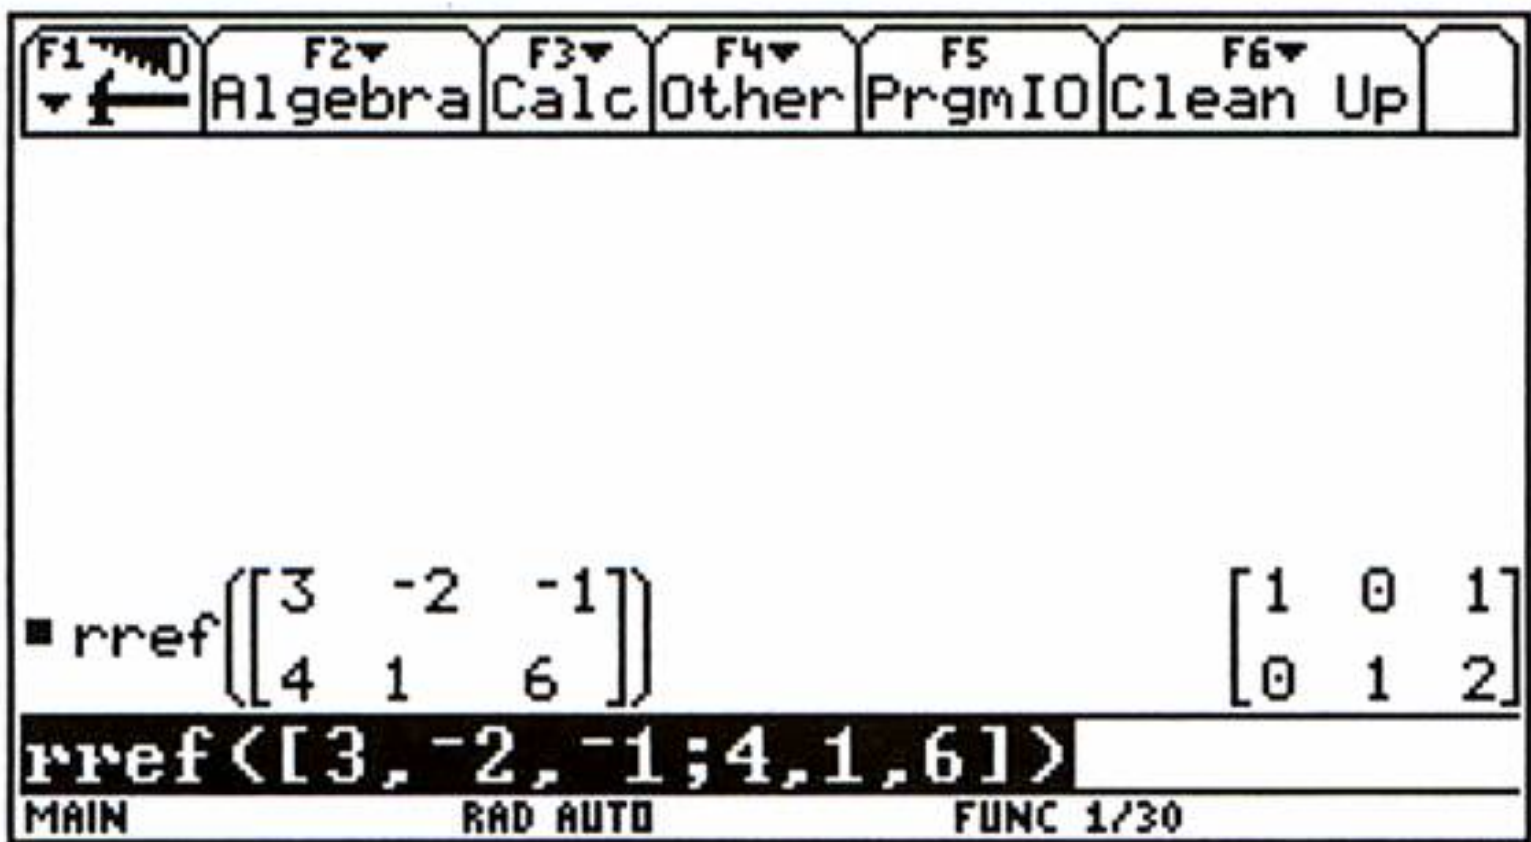 F1 F2 F3 F4 F5 F6
Algebra Calc Other PrgmIO Clean Up
3 -2 -1 1 0 1
rref([ ]) [ ]
4 1 6 0 1 2
rref([3,-2,-1;4,1,6])
MAIN RAD AUTO FUNC 1/30